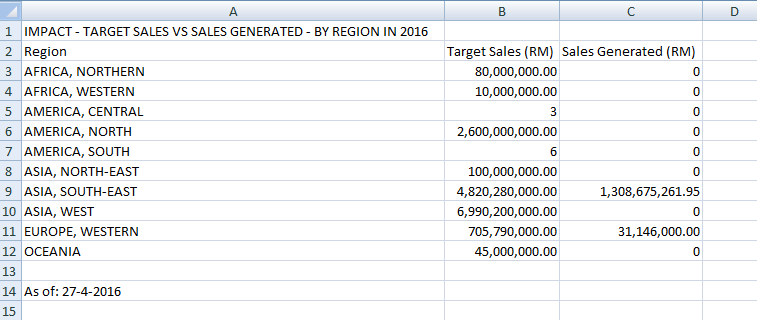 A B C D
1 IMPACT - TARGET SALES VS SALES GENERATED - BY REGION IN 2016
2 Region Target Sales (RM) Sales Generated (RM)
3 AFRICA, NORTHERN 80,000,000.00 0
4 AFRICA, WESTERN 10,000,000.00 0
5 AMERICA, CENTRAL 3 0
6 AMERICA, NORTH 2,600,000,000.00 0
7 AMERICA, SOUTH 6 0
8 ASIA, NORTH-EAST 100,000,000.00 0
9 ASIA, SOUTH-EAST 4,820,280,000.00 1,308,675,261.95
10 ASIA, WEST 6,990,200,000.00 0
11 EUROPE, WESTERN 705,790,000.00 31,146,000.00
12 OCEANIA 45,000,000.00 0
13
14 As of: 27-4-2016
15